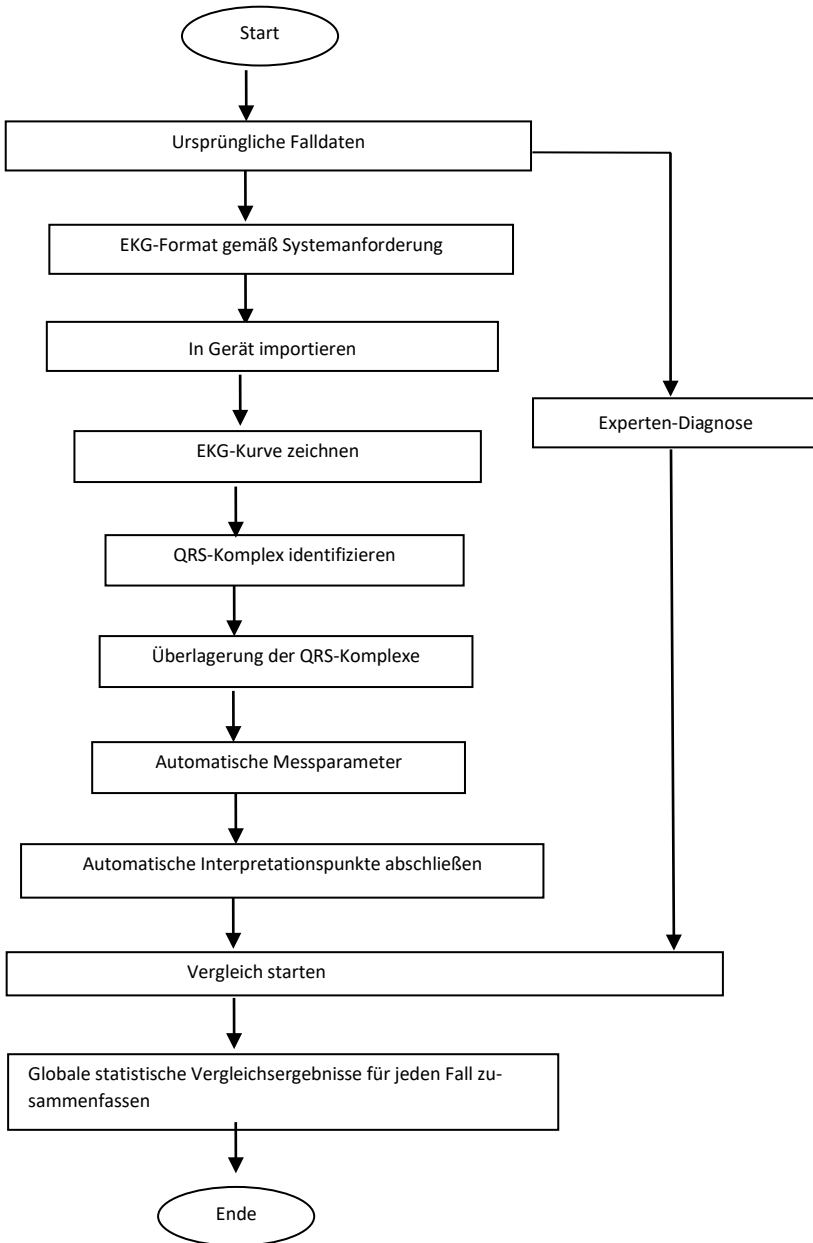 Start
Ursprüngliche Falldaten
EKG-Format gemäß Systemanforderung
In Gerät importieren
Experten-Diagnose
EKG-Kurve zeichnen
QRS-Komplex identifizieren
Überlagerung der QRS-Komplexe
Automatische Messparameter
Automatische Interpretationspunkte abschließen
Vergleich starten
Globale statistische Vergleichsergebnisse für jeden Fall zu-
sammenfassen
Ende